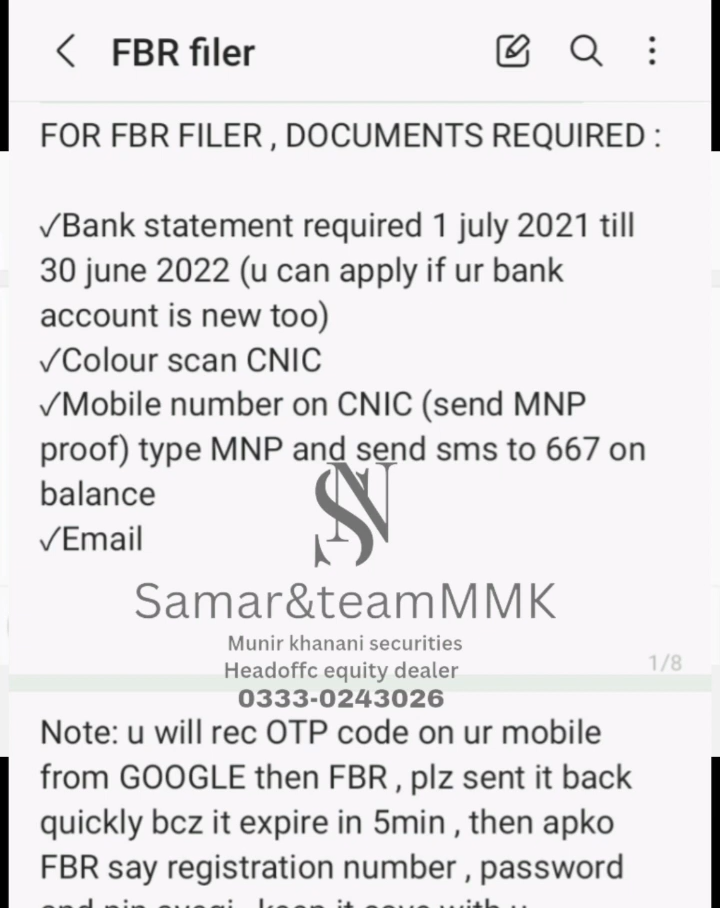 FBR filer
FOR FBR FILER , DOCUMENTS REQUIRED :
✓Bank statement required 1 july 2021 till
30 june 2022 (u can apply if ur bank
account is new too)
✓Colour scan CNIC
✓Mobile number on CNIC (send MNP
proof) type MNP and send sms to 667 on
balance
✓Email
SN
Samar&teamMMK
Munir khanani securities
Headoffc equity dealer
0333-0243026
1/8
Note: u will rec OTP code on ur mobile
from GOOGLE then FBR , plz sent it back
quickly bcz it expire in 5min , then apko
FBR say registration number , password